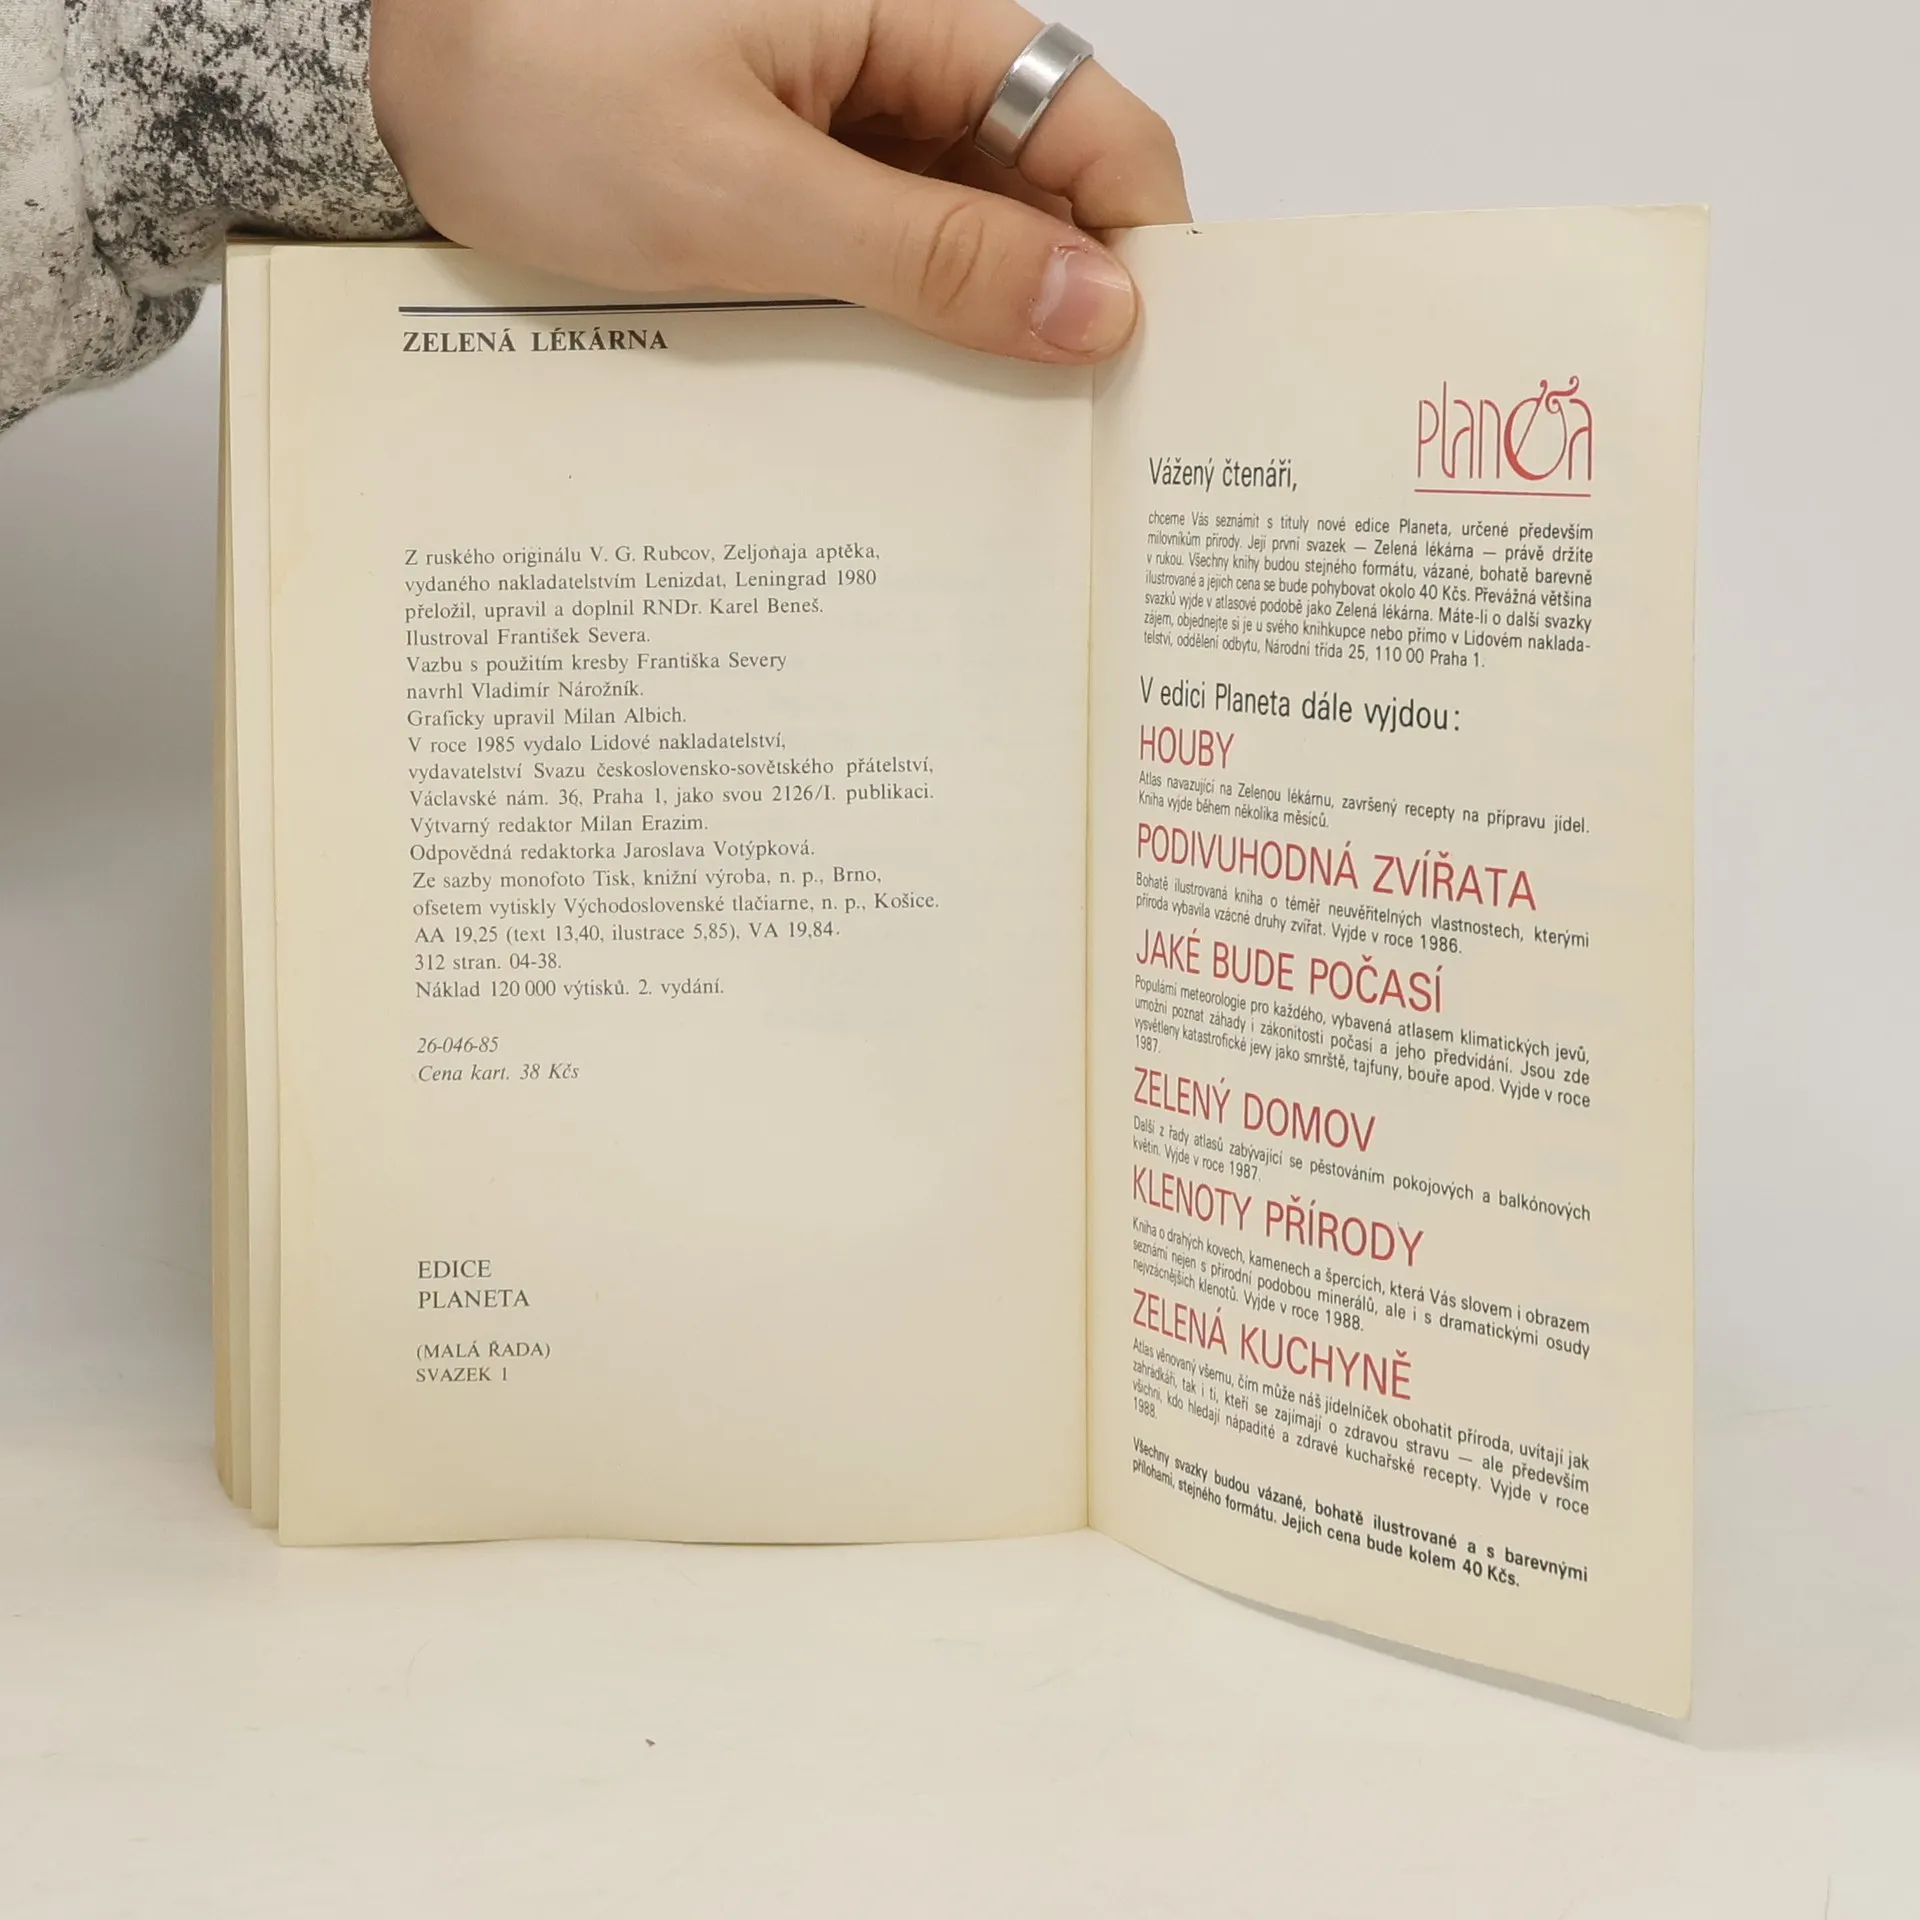 ZELENÁ LÉKÁRNA
Z ruského originálu V. G. Rubcov, Zeljoňaja aptěka,
vydaného nakladatelstvím Lenizdat, Leningrad 1980
přeložil, upravil a doplnil RNDr. Karel Beneš.
Ilustroval František Severa.
Vazbu s použitím kresby Františka Severy
navrhl Vladimír Nárožník.
Graficky upravil Milan Albich.
V roce 1985 vydalo Lidové nakladatelství,
vydavatelství Svazu československo-sovětského přátelství,
Václavské nám. 36, Praha 1, jako svou 2126/I. publikaci.
Výtvarný redaktor Milan Erazim.
Odpovědná redaktorka Jaroslava Votýpková.
Ze sazby monofoto Tisk, knižní výroba, n. p., Brno,
ofsetem vytiskly Východoslovenské tlačiarne, n. p., Košice.
AA 19,25 (text 13,40, ilustrace 5,85), VA 19,84.
312 stran. 04-38.
Náklad 120 000 výtisků. 2. vydání.
26-046-85
Cena kart. 38 Kčs
EDICE
PLANETA
(MALÁ ŘADA)
SVAZEK 1
planeta
Vážený čtenáři,
chceme Vás seznámit s tituly nové edice Planeta, určené především
milovníkům přírody. Její první svazek — Zelená lékárna — právě držíte
v rukou. Všechny knihy budou stejného formátu, vázané, bohatě barevně
ilustrované a jejich cena se bude pohybovat okolo 40 Kčs. Převážná většina
svazků vyjde v atlasové podobě jako Zelená lékárna. Máte-li o další svazky
zájem, objednejte si je u svého knihkupce nebo přímo v Lidovém naklada-
telství, oddělení odbytu, Národní třída 25, 110 00 Praha 1.
V edici Planeta dále vyjdou:
HOUBY
Atlas navazující na Zelenou lékárnu, završený recepty na přípravu jídel.
Kniha vyjde během několika měsíců.
PODIVUHODNÁ ZVÍŘATA
Bohatě ilustrovaná kniha o téměř neuvěřitelných vlastnostech, kterými
příroda vybavila vzácné druhy zvířat. Vyjde v roce 1986.
JAKÉ BUDE POČASÍ
Populární meteorologie pro každého, vybavená atlasem klimatických jevů,
umožní poznat záhady i zákonitosti počasí a jeho předvídání. Jsou zde
vysvětleny katastrofické jevy jako smrště, tajfuny, bouře apod. Vyjde v roce
1987.
ZELENÝ DOMOV
Další z řady atlasů zabývající se pěstováním pokojových a balkónových
květin. Vyjde v roce 1987.
KLENOTY PŘÍRODY
Kniha o drahých kovech, kamenech a špercích, která Vás slovem i obrazem
seznámí nejen s přírodní podobou minerálů, ale i s dramatickými osudy
nejvzácnějších klenotů. Vyjde v roce 1988.
ZELENÁ KUCHYNĚ
Atlas věnovaný všemu, čím může náš jídelníček obohatit příroda, uvítají jak
zahrádkáři, tak i ti, kteří se zajímají o zdravou stravu — ale především
všichni, kdo hledají nápadité a zdravé kuchařské recepty. Vyjde v roce
1988.
Všechny svazky budou vázané, bohatě ilustrované a s barevnými
přílohami, stejného formátu. Jejich cena bude kolem 40 Kčs.